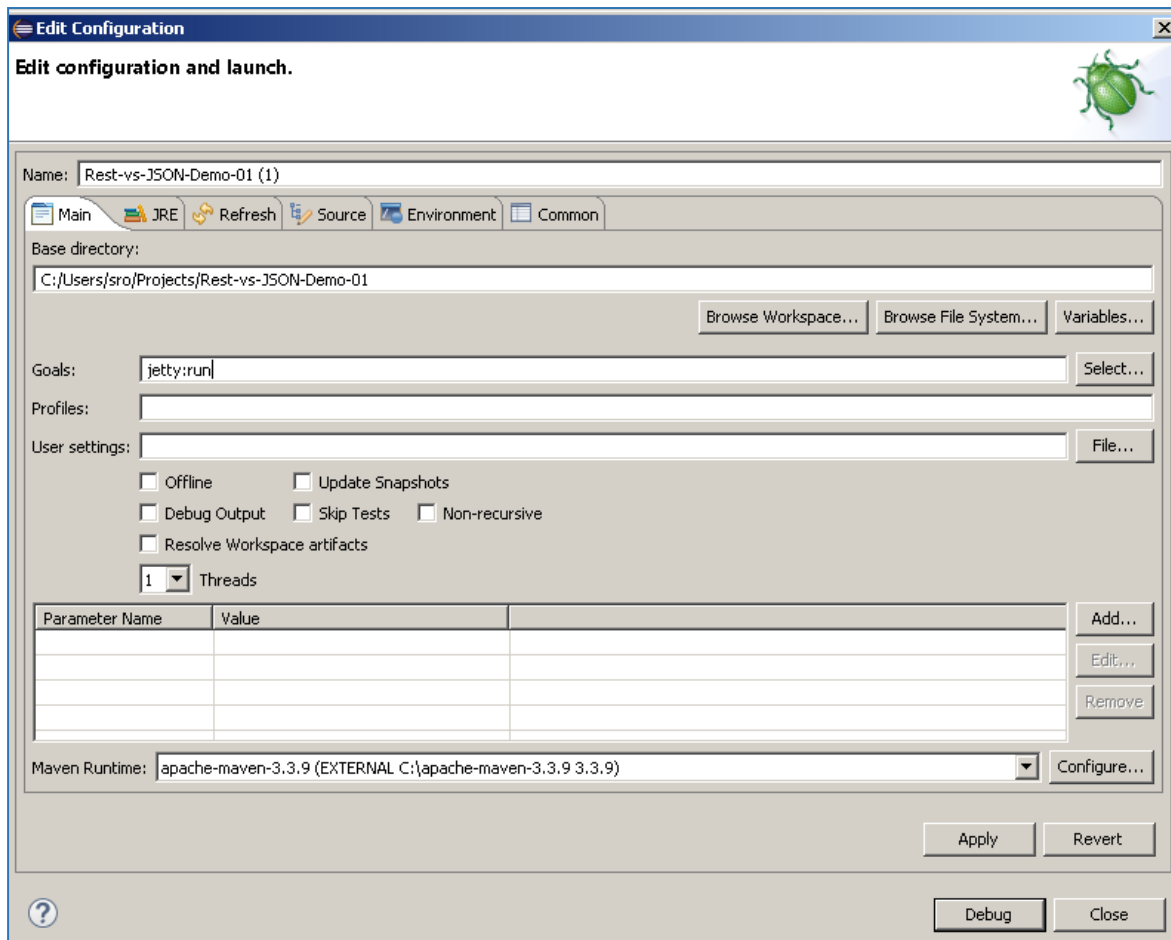 Edit Configuration
Edit configuration and launch.
Name: Rest-vs-JSON-Demo-01 (1)
Main JRE Refresh Source Environment Common
Base directory:
C:/Users/sro/Projects/Rest-vs-JSON-Demo-01
Browse Workspace... Browse File System... Variables...
Goals: jetty:run Select...
Profiles:
User settings: File...
Offline Update Snapshots
Debug Output Skip Tests Non-recursive
Resolve Workspace artifacts
1 Threads
Parameter Name Value Add...
Edit...
Remove
Maven Runtime: apache-maven-3.3.9 (EXTERNAL C:\apache-maven-3.3.9 3.3.9) Configure...
Apply Revert
? Debug Close